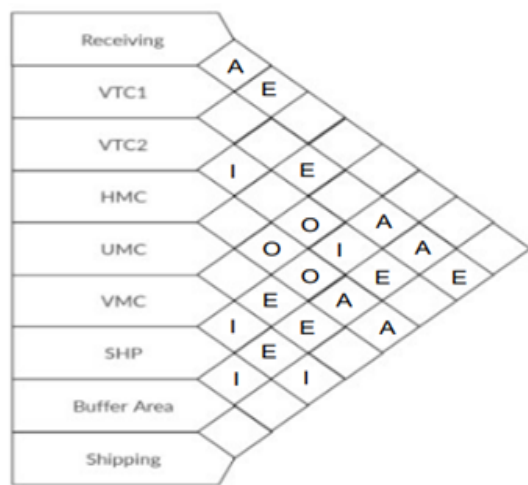 Receiving
A
VTC1
E
VTC2
I E
HMC
O A
UMC
O I A
O E E
VMC
E A
I E A
SHP
E
I I
Buffer Area
Shipping